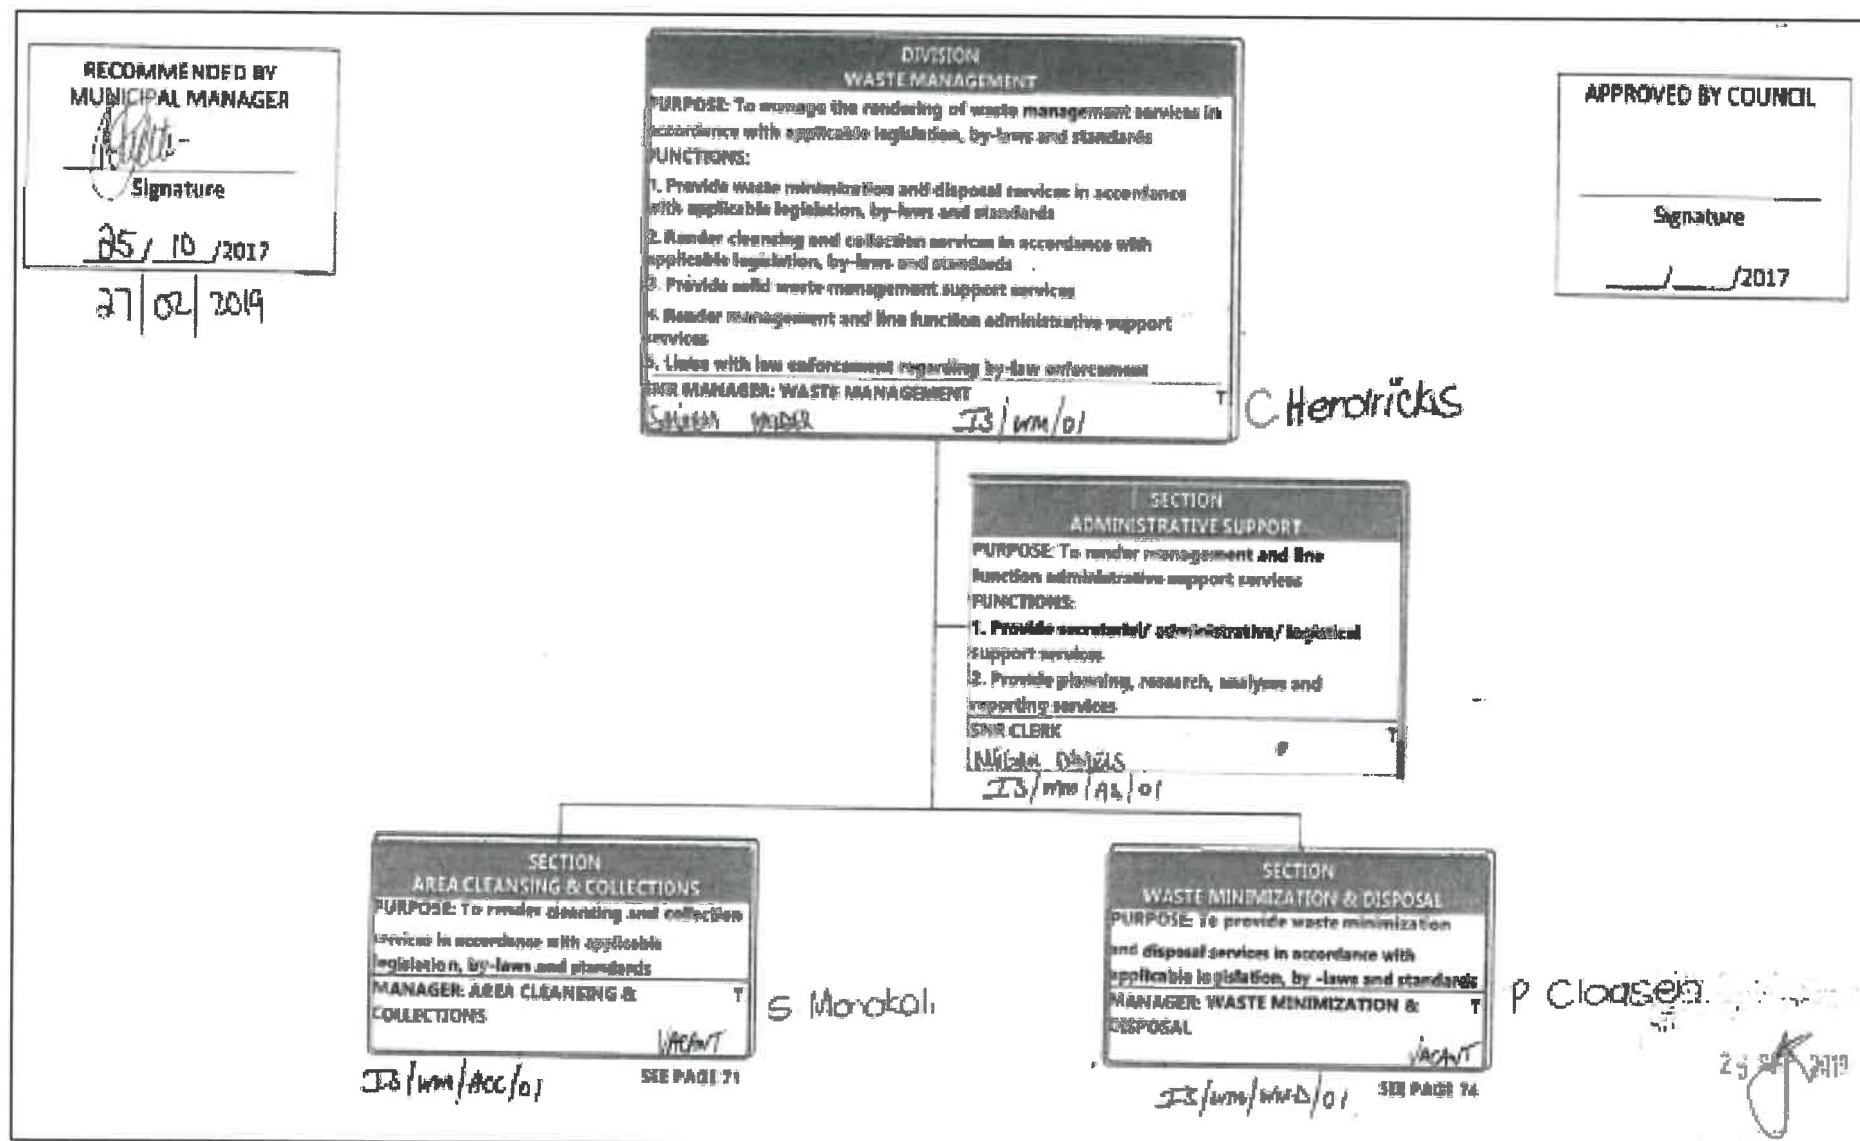 RECOMMENDED BY
MUNICIPAL MANAGER
Signature
25/ 10 /2017
27/02/2019
DIVISION
WASTE MANAGEMENT
PURPOSE: To manage the rendering of waste management services in
accordance with applicable legislation, by-laws and standards
FUNCTIONS:
1. Provide waste minimization and disposal services in accordance
with applicable legislation, by-laws and standards
2. Render cleansing and collection services in accordance with
applicable legislation, by-laws and standards
3. Provide solid waste management support services
4. Render management and line function administrative support
services
5. Liaise with law enforcement regarding by-law enforcement
SNR MANAGER: WASTE MANAGEMENT T
IS/WM/01
C Hendricks
APPROVED BY COUNCIL
Signature
____/____/2017
SECTION
ADMINISTRATIVE SUPPORT
PURPOSE: To render management and line
function administrative support services
FUNCTIONS:
1. Provide secretarial/ administrative/ logistical
support services
2. Provide planning, research, analyses and
reporting services
SNR CLERK T
IS/WM/AS/01
SECTION
AREA CLEANSING & COLLECTIONS
PURPOSE: To render cleansing and collection
services in accordance with applicable
legislation, by-laws and standards
MANAGER: AREA CLEANSING & T
COLLECTIONS
VACANT
IS/WM/ACC/01
SEE PAGE 71
S Marakali
SECTION
WASTE MINIMIZATION & DISPOSAL
PURPOSE: To provide waste minimization
and disposal services in accordance with
applicable legislation, by -laws and standards
MANAGER: WASTE MINIMIZATION & T
DISPOSAL
VACANT
IS/WM/WMD/01
SEE PAGE 74
P Claasen